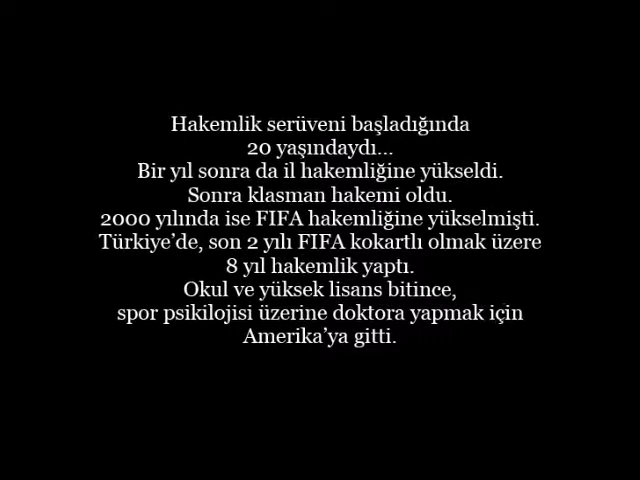 Hakemlik serüveni başladığında
20 yaşındaydı...
Bir yıl sonra da il hakemliğine yükseldi.
Sonra klasman hakemi oldu.
2000 yılında ise FIFA hakemliğine yükselmişti.
Türkiye’de, son 2 yılı FIFA kokartlı olmak üzere
8 yıl hakemlik yaptı.
Okul ve yüksek lisans bitince,
spor psikilojisi üzerine doktora yapmak için
Amerika’ya gitti.